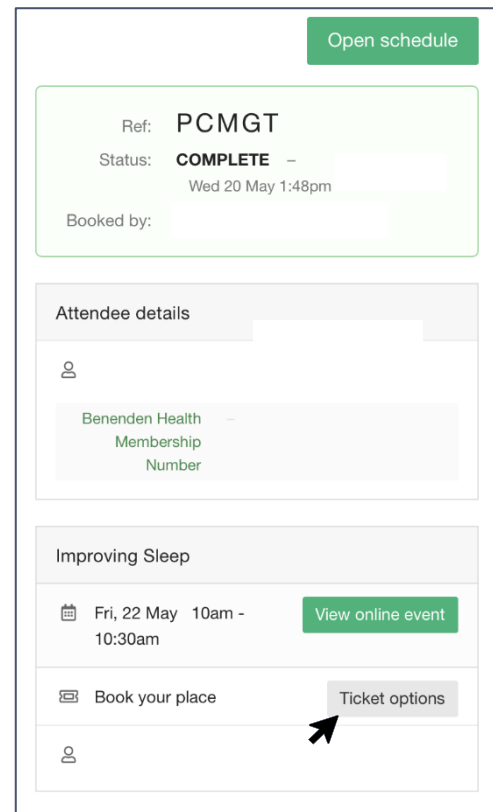 Open schedule
Ref: PCMGT
Status: COMPLETE –
Wed 20 May 1:48pm
Booked by:
Attendee details
Benenden Health –
Membership
Number
Improving Sleep
Fri, 22 May 10am - View online event
10:30am
Book your place Ticket options